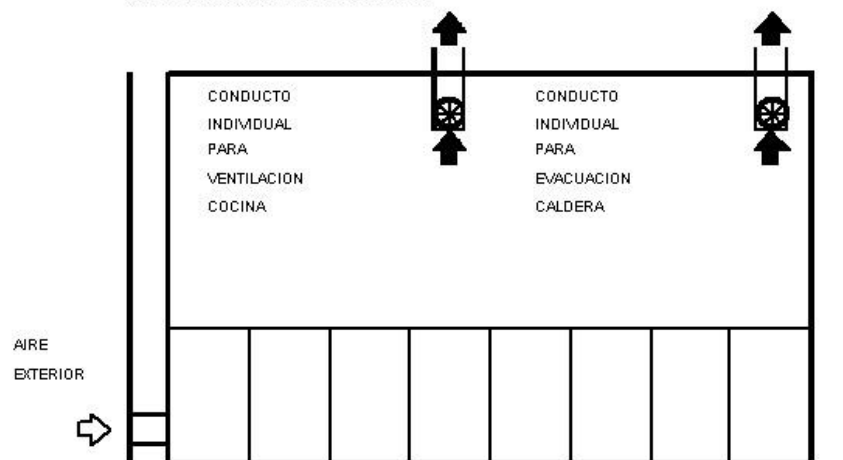 CONDUCTO
INDIVIDUAL
PARA
VENTILACION
COCINA
CONDUCTO
INDIVIDUAL
PARA
EVACUACION
CALDERA
AIRE
EXTERIOR